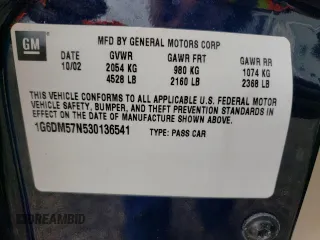 GM
MFD BY GENERAL MOTORS CORP
DATE GVWR GAWR FRT GAWR RR
10/02 2054 KG 980 KG 1074 KG
4528 LB 2160 LB 2368 LB
THIS VEHICLE CONFORMS TO ALL APPLICABLE U.S. FEDERAL MOTOR
VEHICLE SAFETY, BUMPER, AND THEFT PREVENTION STANDARDS
IN EFFECT ON THE DATE OF MANUFACTURE SHOWN ABOVE.
1G6DM57N530136541 TYPE: PASS CAR
IDREAMBID